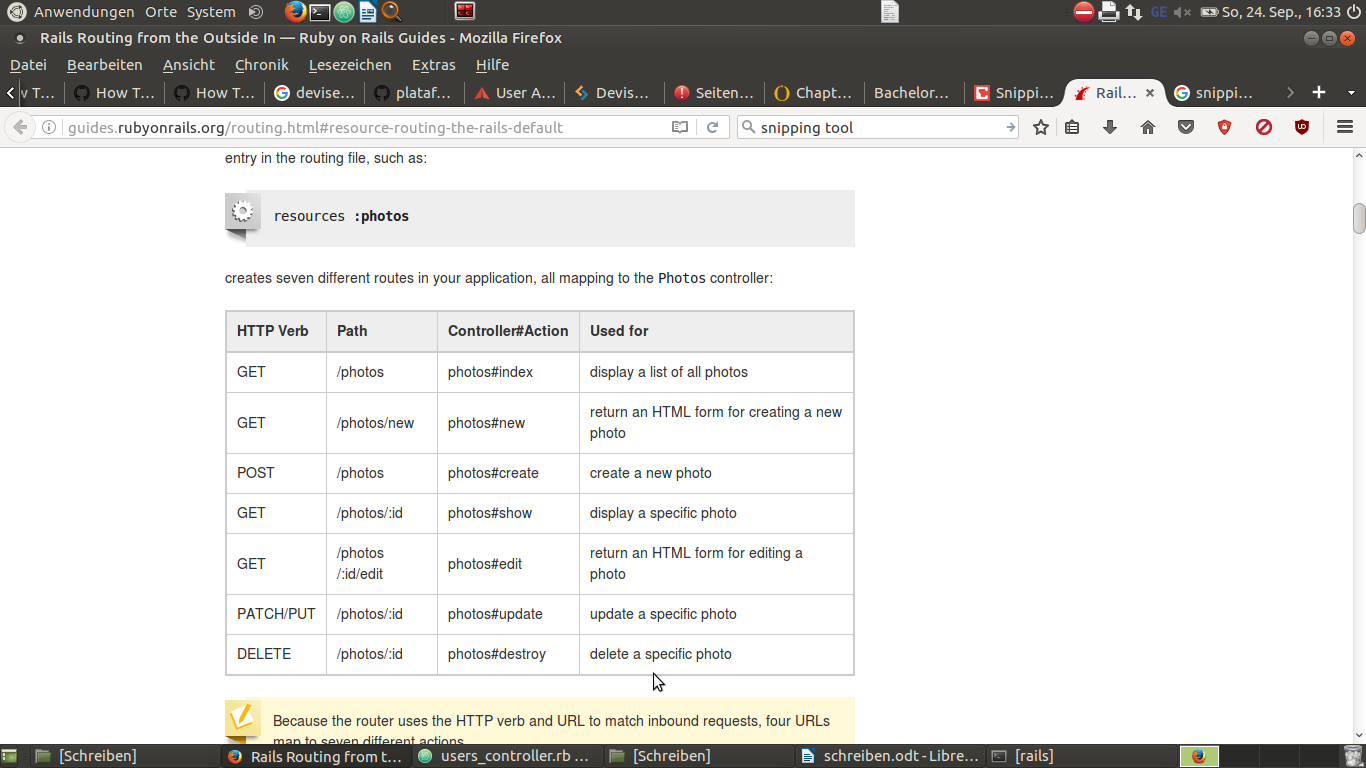 Anwendungen Orte System GE So, 24. Sep., 16:33
Rails Routing from the Outside In — Ruby on Rails Guides - Mozilla Firefox
Datei Bearbeiten Ansicht Chronik Lesezeichen Extras Hilfe
v T… How T… How T… devise… plataf… User A… Devis… Seiten… Chapt… Bachelor… Snippi… Rail… snippi…
guides.rubyonrails.org/routing.html#resource-routing-the-rails-default snipping tool
entry in the routing file, such as:
resources :photos
creates seven different routes in your application, all mapping to the Photos controller:
HTTP Verb Path Controller#Action Used for
GET /photos photos#index display a list of all photos
GET /photos/new photos#new return an HTML form for creating a new
photo
POST /photos photos#create create a new photo
GET /photos/:id photos#show display a specific photo
GET /photos
/:id/edit photos#edit return an HTML form for editing a
photo
PATCH/PUT /photos/:id photos#update update a specific photo
DELETE /photos/:id photos#destroy delete a specific photo
Because the router uses the HTTP verb and URL to match inbound requests, four URLs
map to seven different actions.
[Schreiben] Rails Routing from t… users_controller.rb … [Schreiben] schreiben.odt - Libre… [rails]